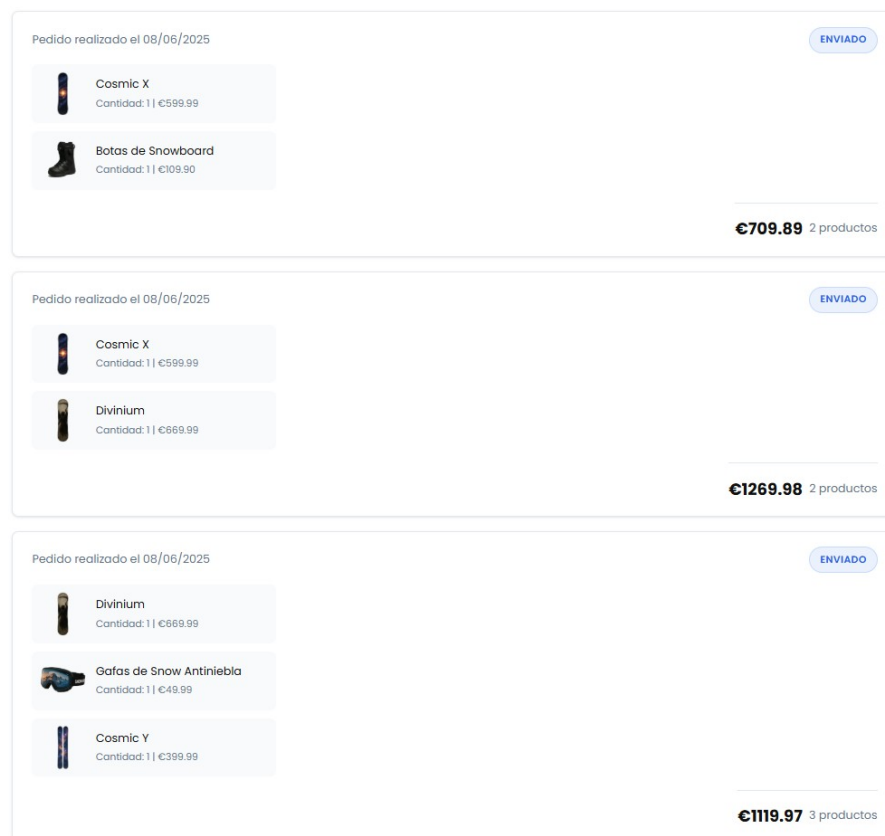 Pedido realizado el 08/06/2025
ENVIADO
Cosmic X
Cantidad: 1 | €599.99
Botas de Snowboard
Cantidad: 1 | €109.90
€709.89 2 productos
Pedido realizado el 08/06/2025
ENVIADO
Cosmic X
Cantidad: 1 | €599.99
Divinium
Cantidad: 1 | €669.99
€1269.98 2 productos
Pedido realizado el 08/06/2025
ENVIADO
Divinium
Cantidad: 1 | €669.99
Gafas de Snow Antiniebla
Cantidad: 1 | €49.99
Cosmic Y
Cantidad: 1 | €399.99
€1119.97 3 productos